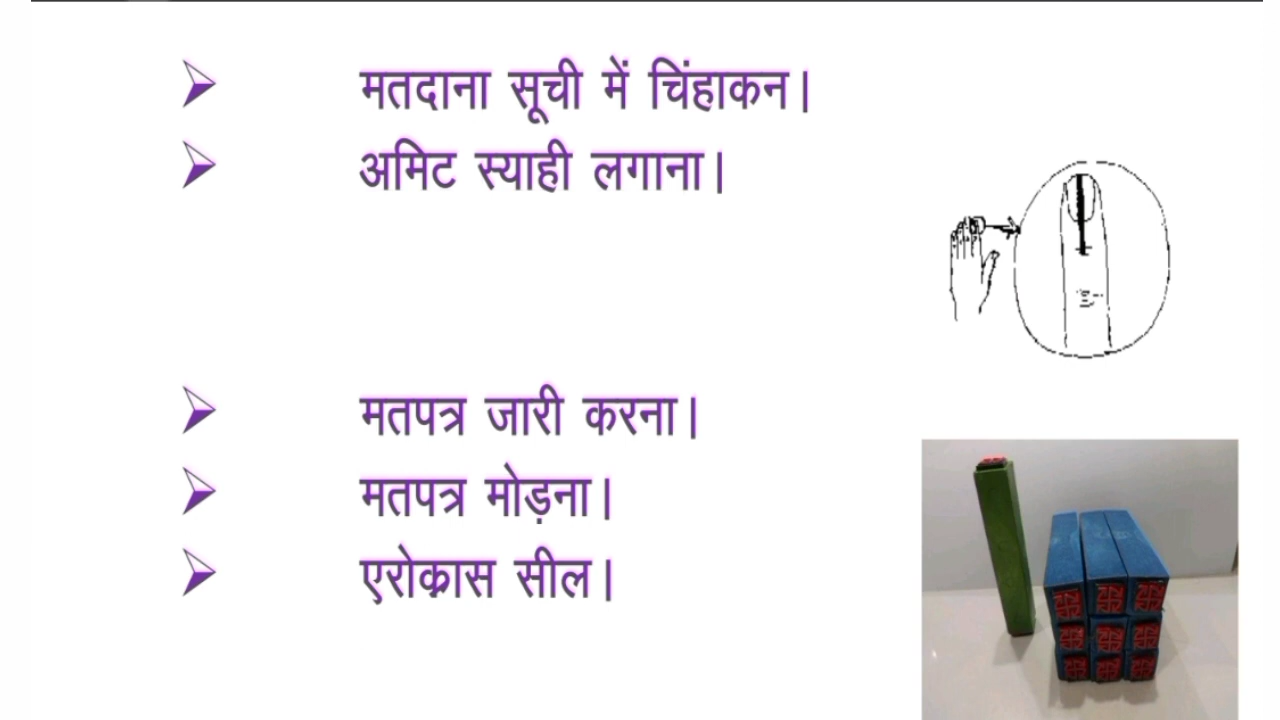 मतदाना सूची में चिंहाकन।
अमिट स्याही लगाना।
मतपत्र जारी करना।
मतपत्र मोड़ना।
एरोक्रास सील।